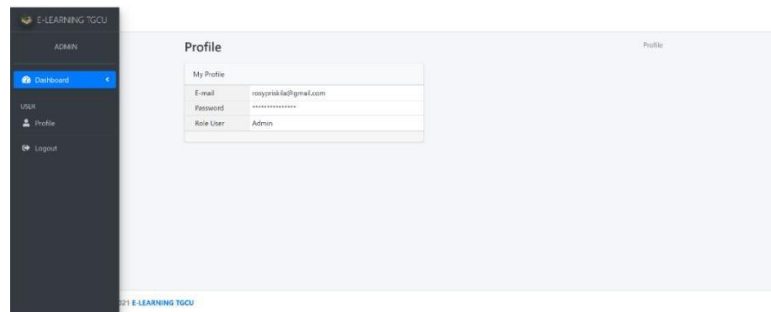 E-LEARNING TGCU
ADMIN
Dashboard
USER
Profile
Logout
Profile
Profile
My Profile
E-mail rosypriskila@gmail.com
Password ***************
Role User Admin
021 E-LEARNING TGCU